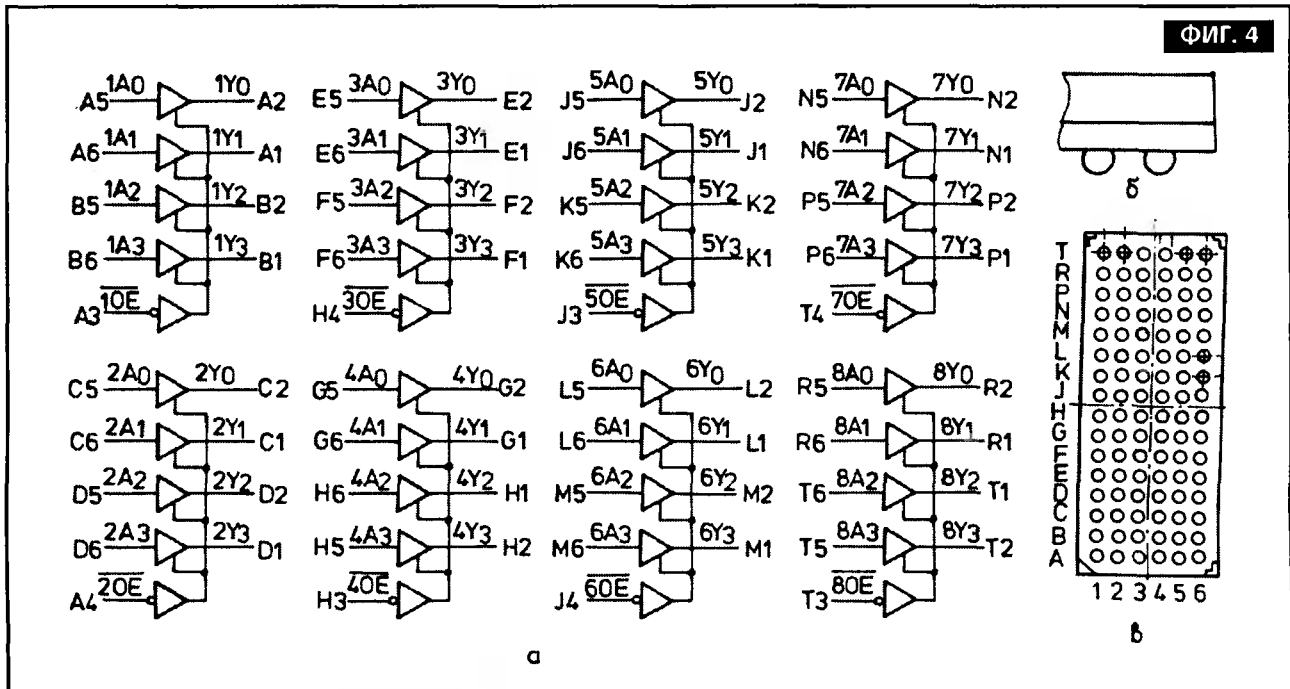 ФИГ. 4
A5 1A0 1Y0 A2
A6 1A1 1Y1 A1
B5 1A2 1Y2 B2
B6 1A3 1Y3 B1
A3 1OE
E5 3A0 3Y0 E2
E6 3A1 3Y1 E1
F5 3A2 3Y2 F2
F6 3A3 3Y3 F1
H4 3OE
J5 5A0 5Y0 J2
J6 5A1 5Y1 J1
K5 5A2 5Y2 K2
K6 5A3 5Y3 K1
J3 5OE
N5 7A0 7Y0 N2
N6 7A1 7Y1 N1
P5 7A2 7Y2 P2
P6 7A3 7Y3 P1
T4 7OE
C5 2A0 2Y0 C2
C6 2A1 2Y1 C1
D5 2A2 2Y2 D2
D6 2A3 2Y3 D1
A4 2OE
G5 4A0 4Y0 G2
G6 4A1 4Y1 G1
H6 4A2 4Y2 H1
H5 4A3 4Y3 H2
H3 4OE
L5 6A0 6Y0 L2
L6 6A1 6Y1 L1
M5 6A2 6Y2 M2
M6 6A3 6Y3 M1
J4 6OE
R5 8A0 8Y0 R2
R6 8A1 8Y1 R1
T6 8A2 8Y2 T1
T5 8A3 8Y3 T2
T3 8OE
а
б
T
R
P
N
M
L
K
J
H
G
F
E
D
C
B
A
1 2 3 4 5 6
в